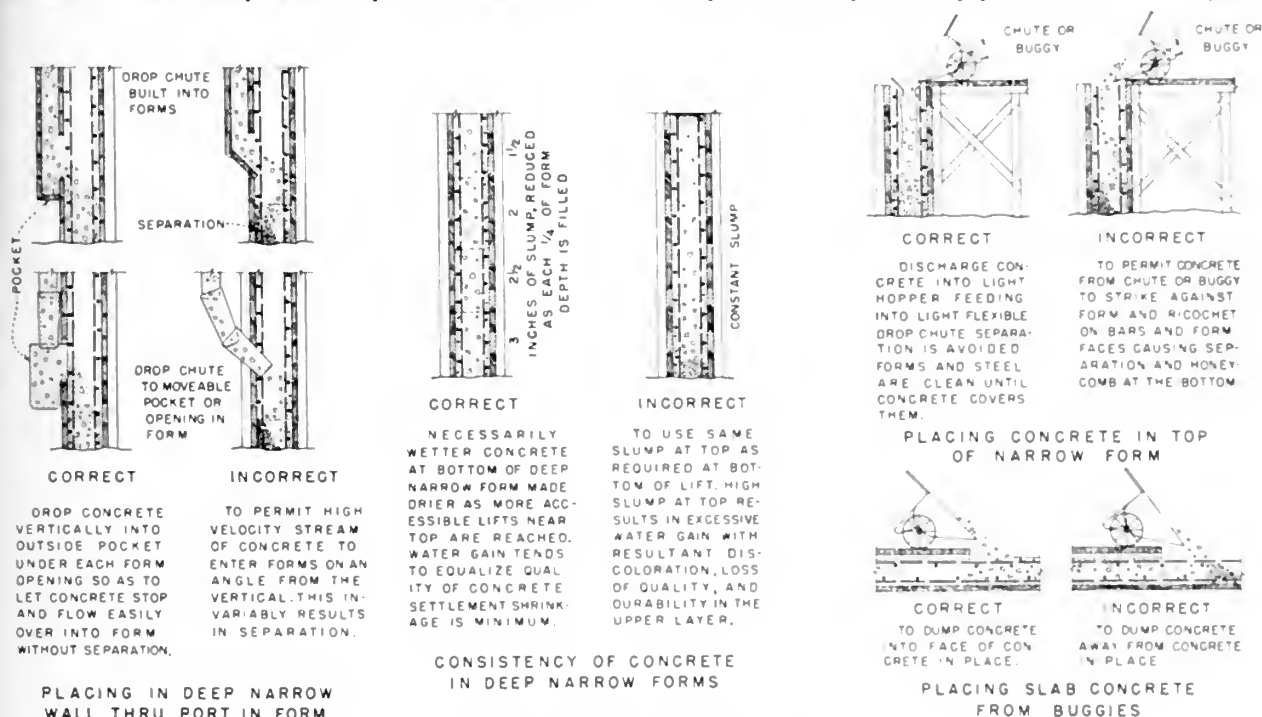 DROP CHUTE
BUILT INTO
FORMS
SEPARATION
POCKET
DROP CHUTE
TO MOVEABLE
POCKET OR
OPENING IN
FORM
CORRECT
DROP CONCRETE
VERTICALLY INTO
OUTSIDE POCKET
UNDER EACH FORM
OPENING SO AS TO
LET CONCRETE STOP
AND FLOW EASILY
OVER INTO FORM
WITHOUT SEPARATION.
INCORRECT
TO PERMIT HIGH
VELOCITY STREAM
OF CONCRETE TO
ENTER FORMS ON AN
ANGLE FROM THE
VERTICAL. THIS IN-
VARIABLY RESULTS
IN SEPARATION.
PLACING IN DEEP NARROW
WALL THRU PORT IN FORM
1½
2
2½
3
INCHES OF SLUMP, REDUCED
AS EACH ¼ OF FORM
DEPTH IS FILLED
CONSTANT SLUMP
CORRECT
NECESSARILY
WETTER CONCRETE
AT BOTTOM OF DEEP
NARROW FORM MADE
DRIER AS MORE ACC-
ESSIBLE LIFTS NEAR
TOP ARE REACHED.
WATER GAIN TENDS
TO EQUALIZE QUAL
ITY OF CONCRETE
SETTLEMENT SHRINK-
AGE IS MINIMUM.
INCORRECT
TO USE SAME
SLUMP AT TOP AS
REQUIRED AT BOT-
TOM OF LIFT. HIGH
SLUMP AT TOP RE-
SULTS IN EXCESSIVE
WATER GAIN WITH
RESULTANT DIS-
COLORATION, LOSS
OF QUALITY, AND
DURABILITY IN THE
UPPER LAYER.
CONSISTENCY OF CONCRETE
IN DEEP NARROW FORMS
CHUTE OR
BUGGY
CHUTE OR
BUGGY
CORRECT
DISCHARGE CON-
CRETE INTO LIGHT
HOPPER FEEDING
INTO LIGHT FLEXIBLE
DROP CHUTE SEPARA-
TION IS AVOIDED
FORMS AND STEEL
ARE CLEAN UNTIL
CONCRETE COVERS
THEM.
INCORRECT
TO PERMIT CONCRETE
FROM CHUTE OR BUGGY
TO STRIKE AGAINST
FORM AND RICOCHET
ON BARS AND FORM
FACES CAUSING SEP-
ARATION AND HONEY-
COMB AT THE BOTTOM
PLACING CONCRETE IN TOP
OF NARROW FORM
CORRECT
TO DUMP CONCRETE
INTO FACE OF CON
CRETE IN PLACE.
INCORRECT
TO DUMP CONCRETE
AWAY FROM CONCRETE
IN PLACE
PLACING SLAB CONCRETE
FROM BUGGIES